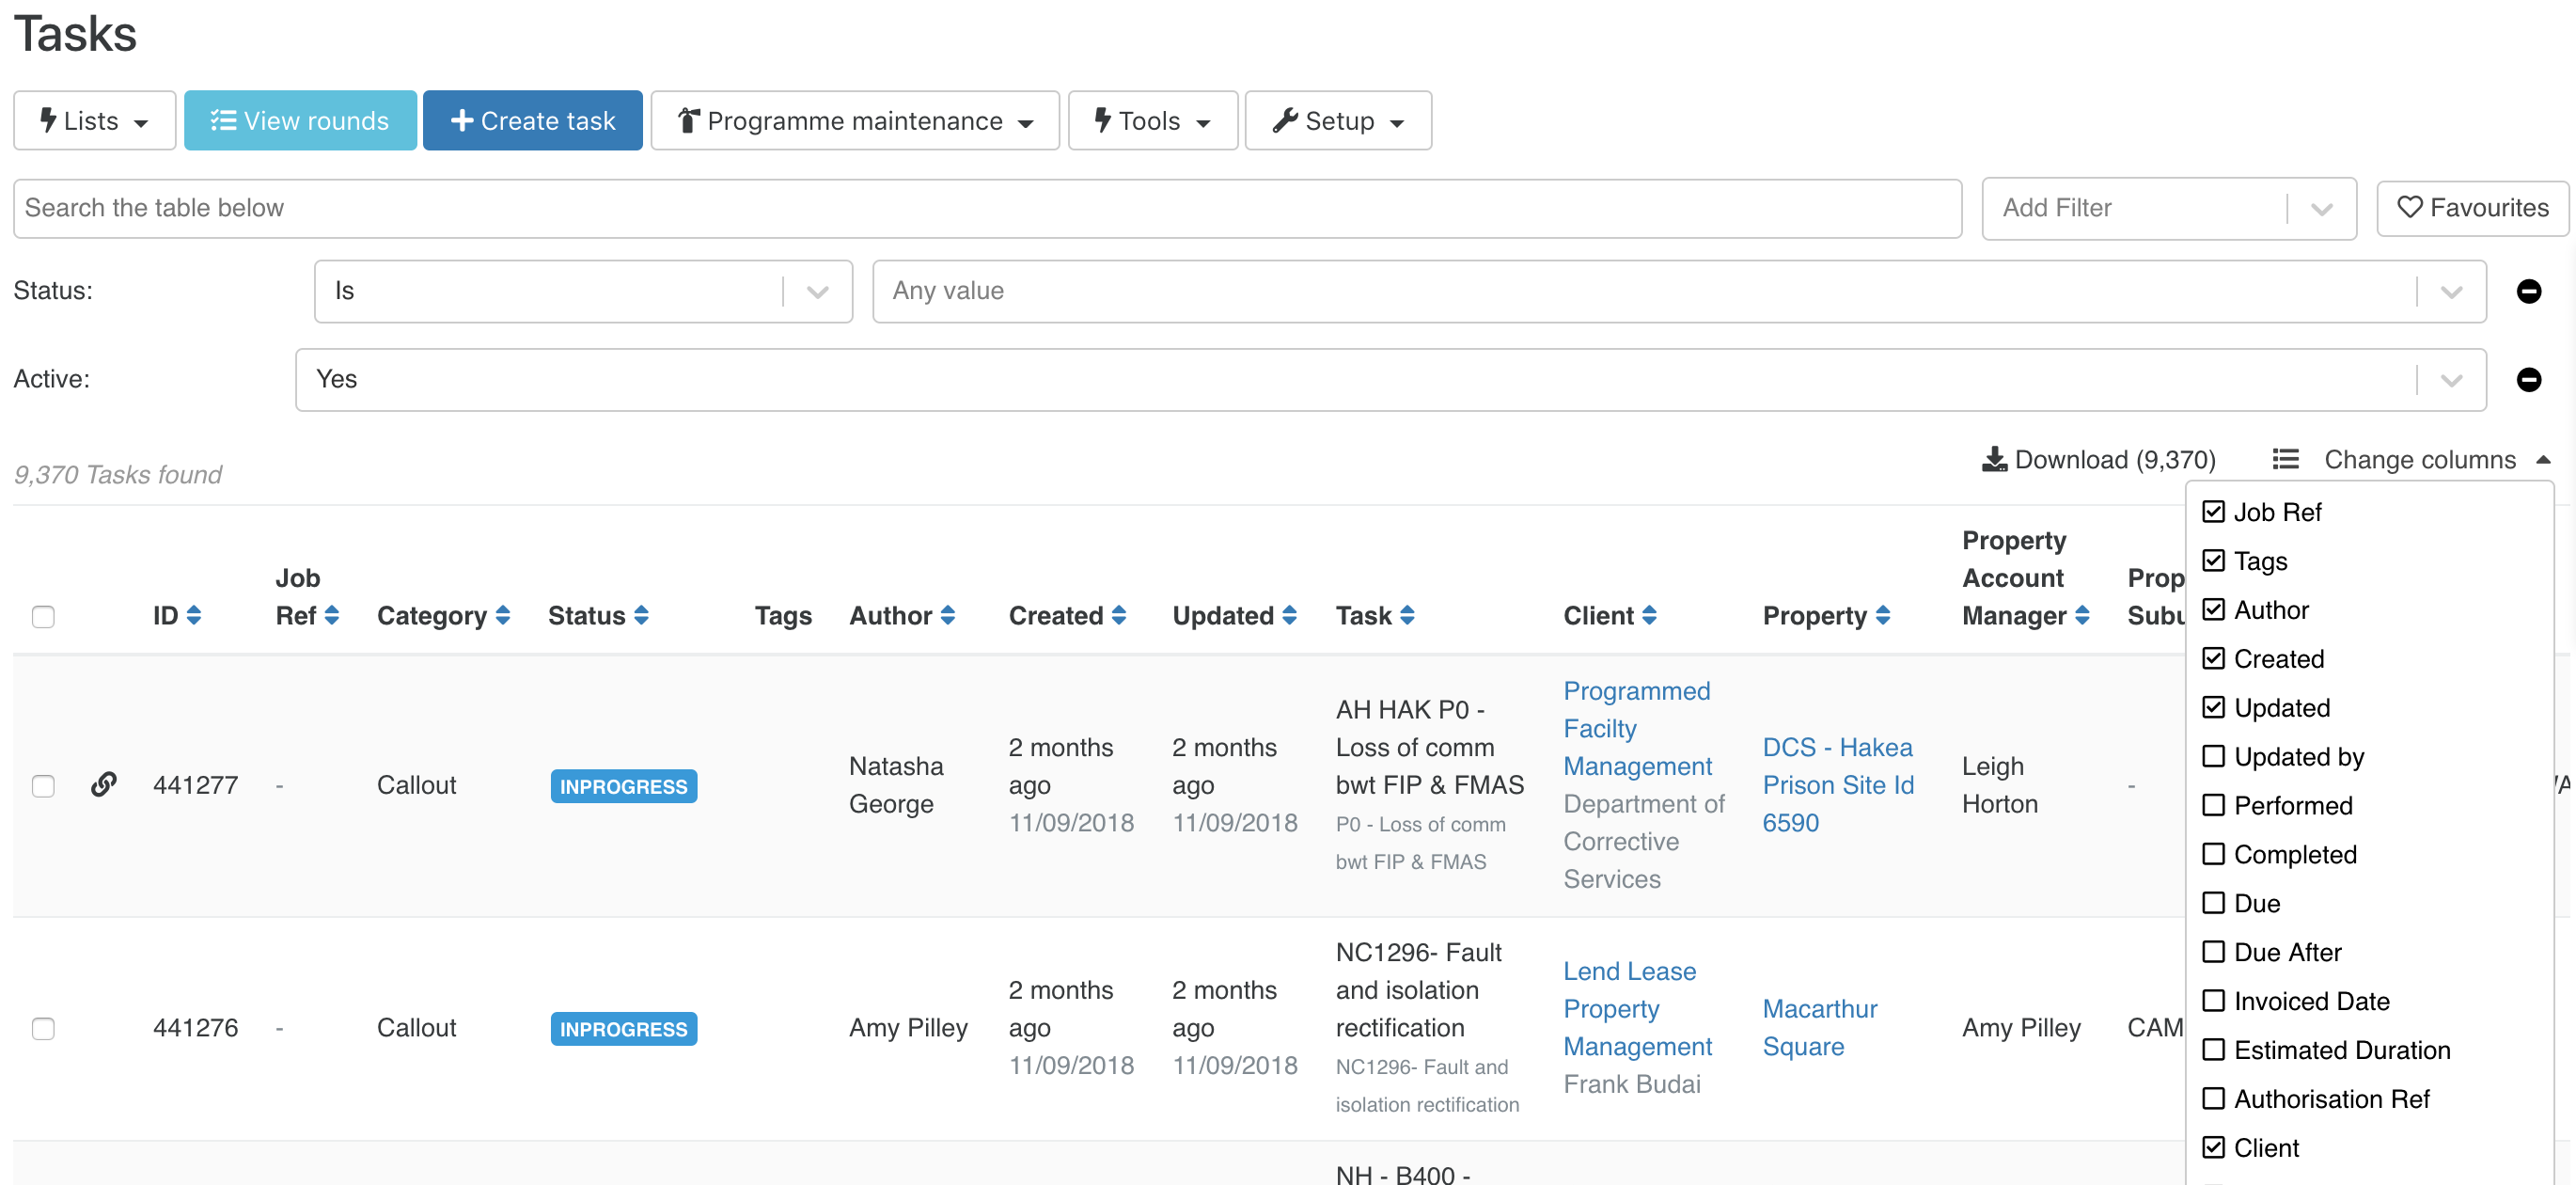 Tasks
Lists
View rounds
Create task
Programme maintenance
Tools
Setup
Search the table below
Add Filter
Favourites
Status:
Is
Any value
Active:
Yes
9,370 Tasks found
Download (9,370)
Change columns
ID
Job
Ref
Category
Status
Tags
Author
Created
Updated
Task
Client
Property
Property
Account
Manager
Prop
Subu
441277
-
Callout
INPROGRESS
Natasha
George
2 months
ago
11/09/2018
2 months
ago
11/09/2018
AH HAK P0 -
Loss of comm
bwt FIP & FMAS
P0 - Loss of comm
bwt FIP & FMAS
Programmed
Facilty
Management
Department of
Corrective
Services
DCS - Hakea
Prison Site Id
6590
Leigh
Horton
-
441276
-
Callout
INPROGRESS
Amy Pilley
2 months
ago
11/09/2018
2 months
ago
11/09/2018
NC1296- Fault
and isolation
rectification
NC1296- Fault and
isolation rectification
Lend Lease
Property
Management
Frank Budai
Macarthur
Square
Amy Pilley
CAM
NH - B400 -
Job Ref
Tags
Author
Created
Updated
Updated by
Performed
Completed
Due
Due After
Invoiced Date
Estimated Duration
Authorisation Ref
Client